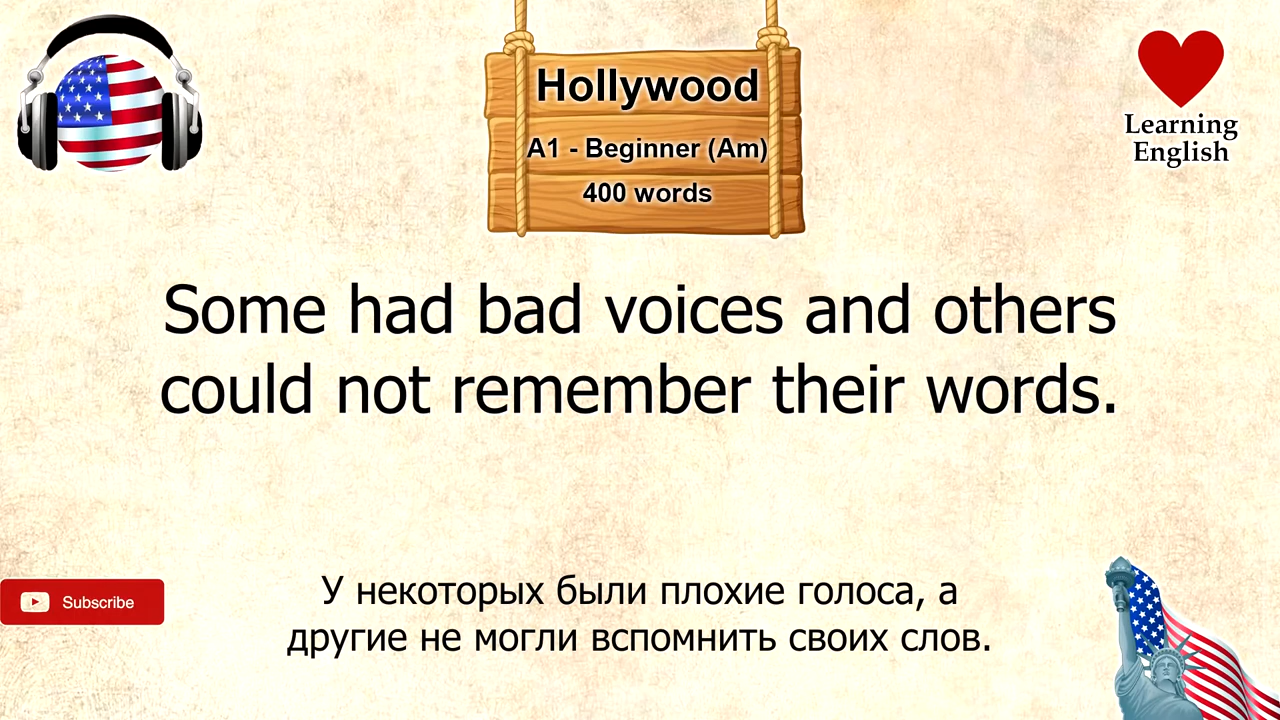 Hollywood
A1 - Beginner (Am)
400 words
Learning
English
Some had bad voices and others
could not remember their words.
Subscribe
У некоторых были плохие голоса, а
другие не могли вспомнить своих слов.